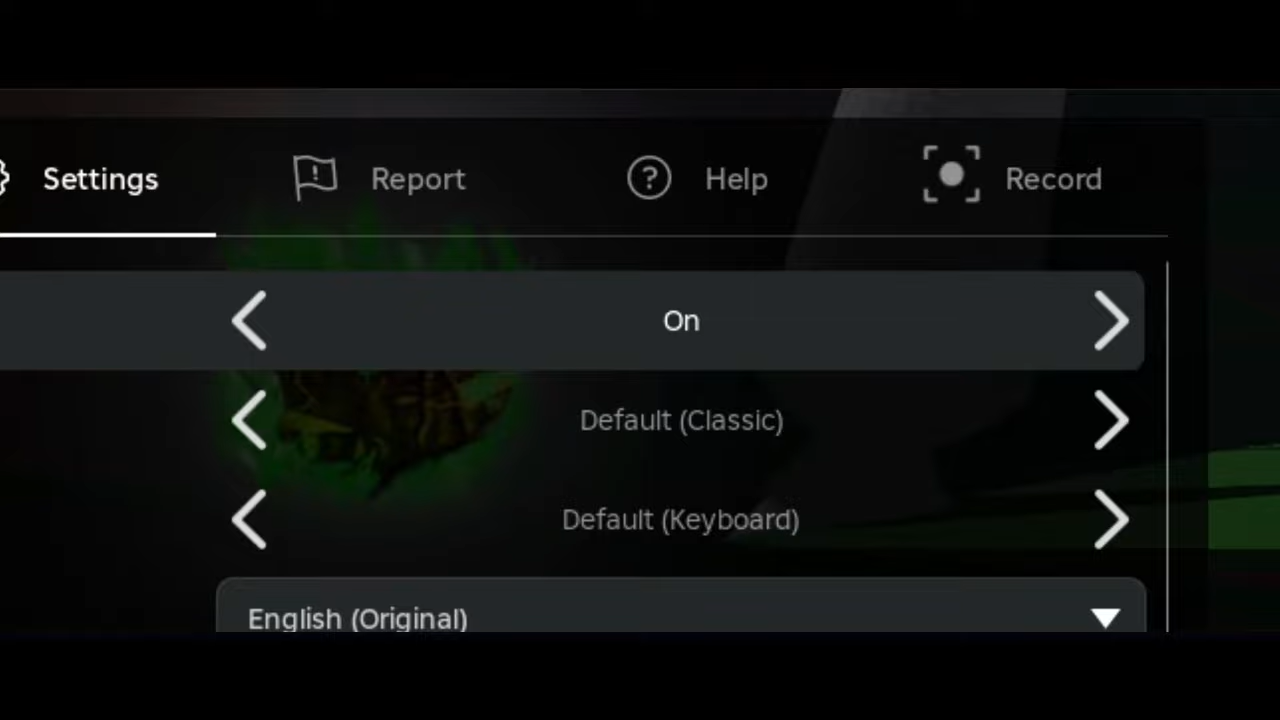 Settings
Report
Help
Record
On
Default (Classic)
Default (Keyboard)
English (Original)